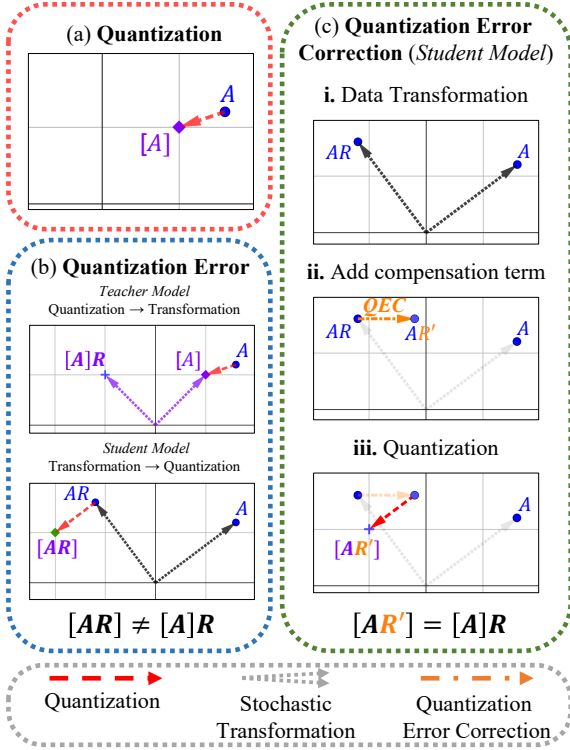 (a) Quantization
A
[A]
(b) Quantization Error
Teacher Model
Quantization → Transformation
[A]R
[A]
A
Student Model
Transformation → Quantization
AR
A
[AR]
[AR] ≠ [A]R
(c) Quantization Error
Correction (Student Model)
i. Data Transformation
AR
A
ii. Add compensation term
QEC
AR
AR'
A
iii. Quantization
A
[AR']
[AR'] = [A]R
Quantization
Stochastic
Transformation
Quantization
Error Correction